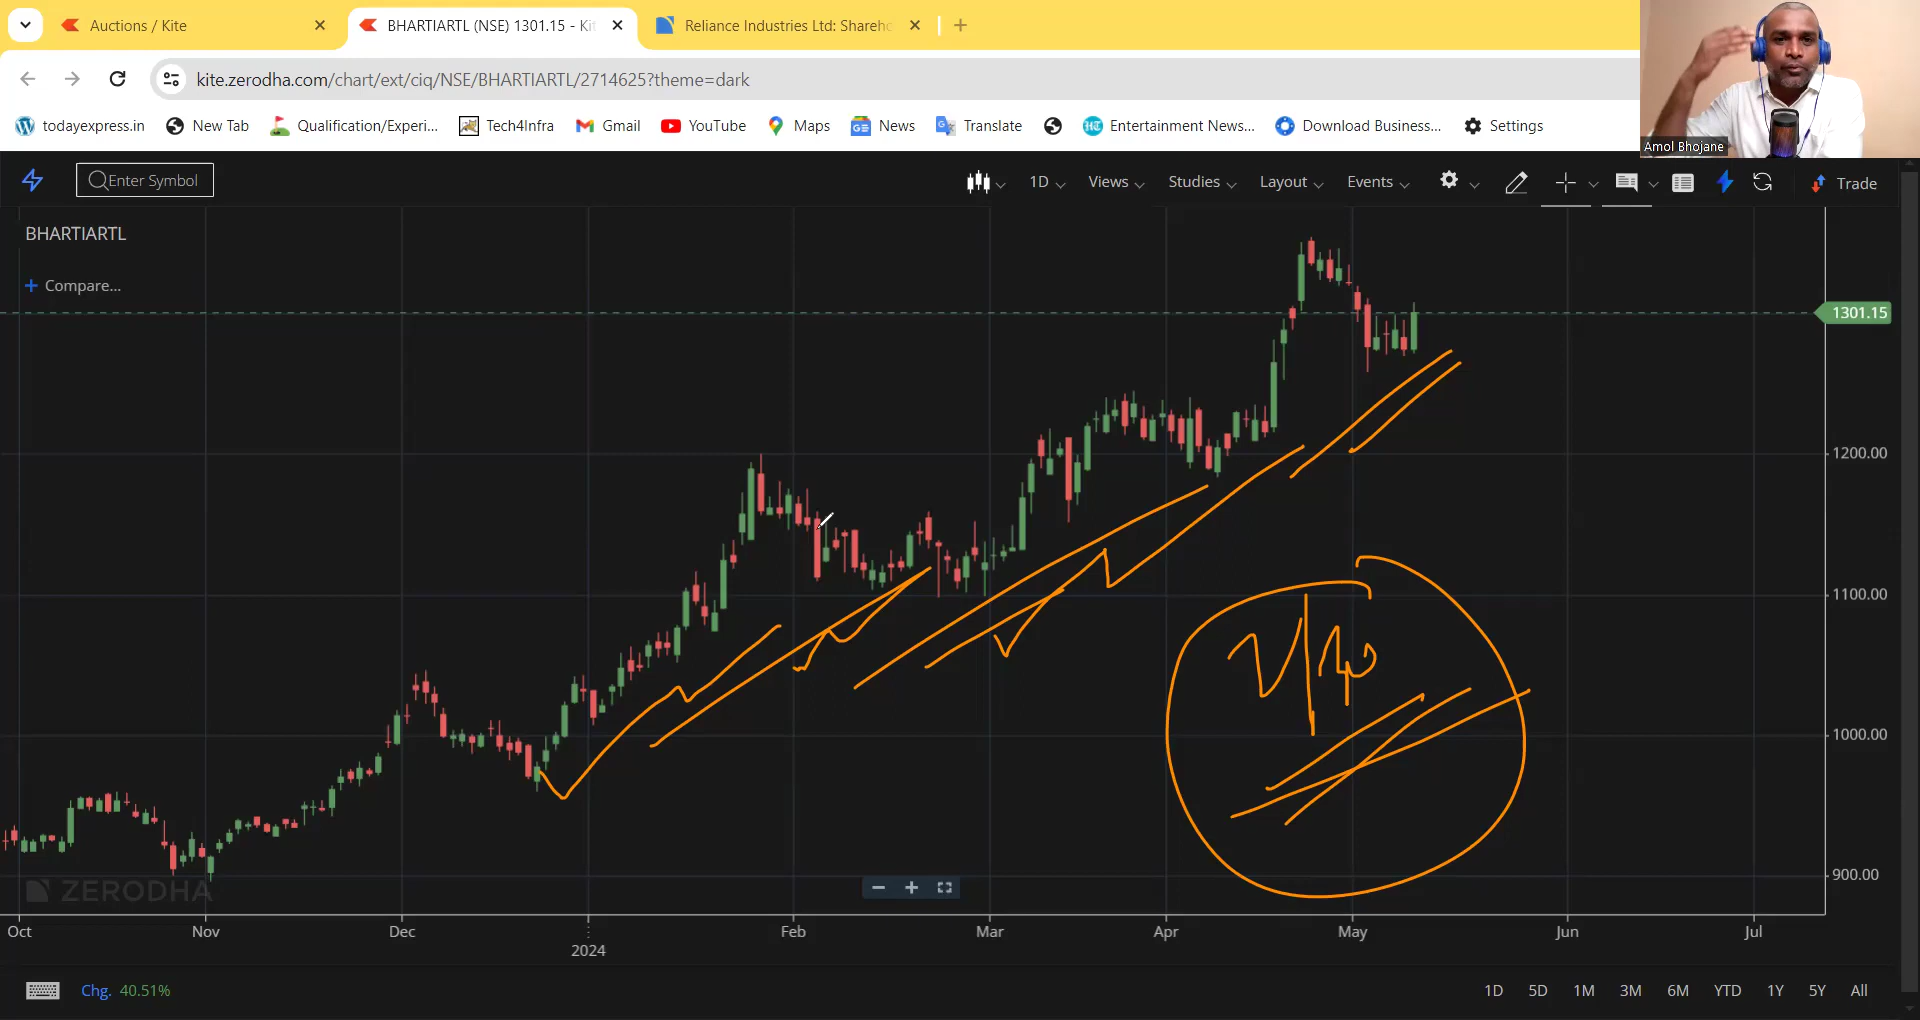 Auctions / Kite
BHARTIARTL (NSE) 1301.15 - Kit
Reliance Industries Ltd: Shareho
kite.zerodha.com/chart/ext/ciq/NSE/BHARTIARTL/2714625?theme=dark
todayexpress.in New Tab Qualification/Experi... Tech4Infra Gmail YouTube Maps News Translate Entertainment News... Download Business... Settings
Amol Bhojane
Enter Symbol 1D Views Studies Layout Events Trade
BHARTIARTL
Compare...
1301.15
1200.00
1100.00
1000.00
900.00
ZERODHA
Oct Nov Dec 2024 Feb Mar Apr May Jun Jul
Chg. 40.51% 1D 5D 1M 3M 6M YTD 1Y 5Y All